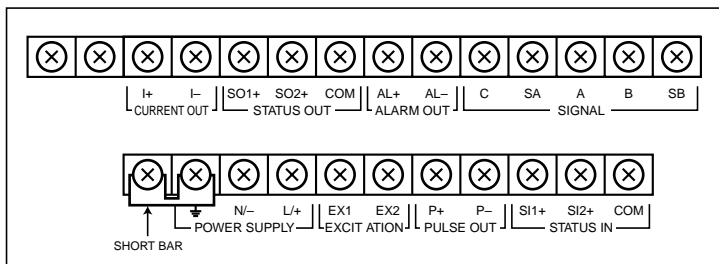 I+ I– SO1+ SO2+ COM AL+ AL– C SA A B SB
CURRENT OUT STATUS OUT ALARM OUT SIGNAL
N/– L/+ EX1 EX2 P+ P– SI1+ SI2+ COM
POWER SUPPLY EXCIT ATION PULSE OUT STATUS IN
SHORT BAR